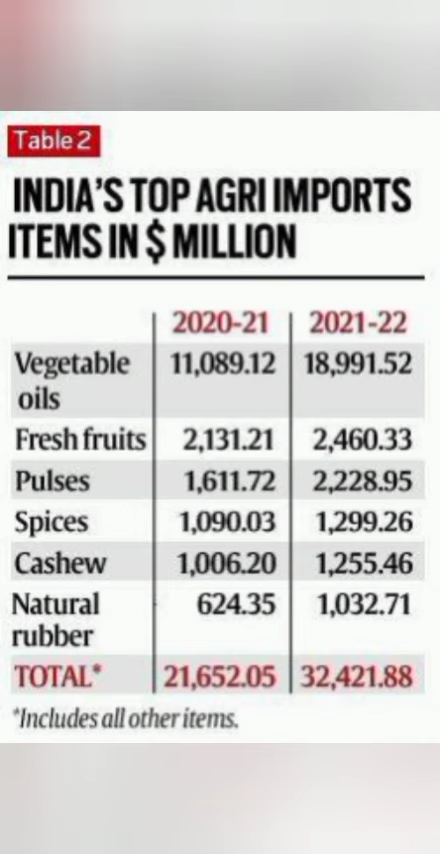 Table 2
INDIA'S TOP AGRI IMPORTS
ITEMS IN $ MILLION
2020-21 2021-22
Vegetable oils 11,089.12 18,991.52
Fresh fruits 2,131.21 2,460.33
Pulses 1,611.72 2,228.95
Spices 1,090.03 1,299.26
Cashew 1,006.20 1,255.46
Natural rubber 624.35 1,032.71
TOTAL* 21,652.05 32,421.88
*Includes all other items.